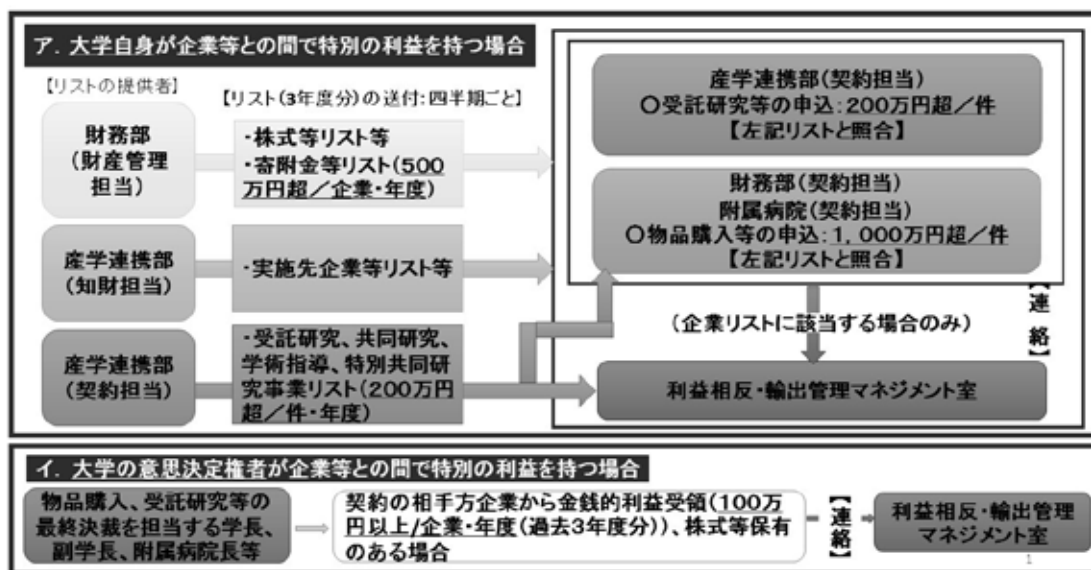 ア. 大学自身が企業等との間で特別の利益を持つ場合
【リストの提供者】
【リスト(3年度分)の送付:四半期ごと】
財務部
(財産管理
担当)
・株式等リスト等
・寄附金等リスト(500
万円超/企業・年度)
産学連携部
(知財担当)
・実施先企業等リスト等
産学連携部
(契約担当)
・受託研究、共同研究、
学術指導、特別共同研
究事業リスト(200万円
超/件・年度)
産学連携部(契約担当)
〇受託研究等の申込:200万円超/件
【左記リストと照合】
財務部(契約担当)
附属病院(契約担当)
〇物品購入等の申込:1,000万円超/件
【左記リストと照合】
(企業リストに該当する場合のみ)
【連絡】
利益相反・輸出管理マネジメント室
イ. 大学の意思決定権者が企業等との間で特別の利益を持つ場合
物品購入、受託研究等の
最終決裁を担当する学長、
副学長、附属病院長等
契約の相手方企業から金銭的利益受領(100万
円以上/企業・年度(過去3年度分))、株式等保有
のある場合
【連絡】
利益相反・輸出管理
マネジメント室
1